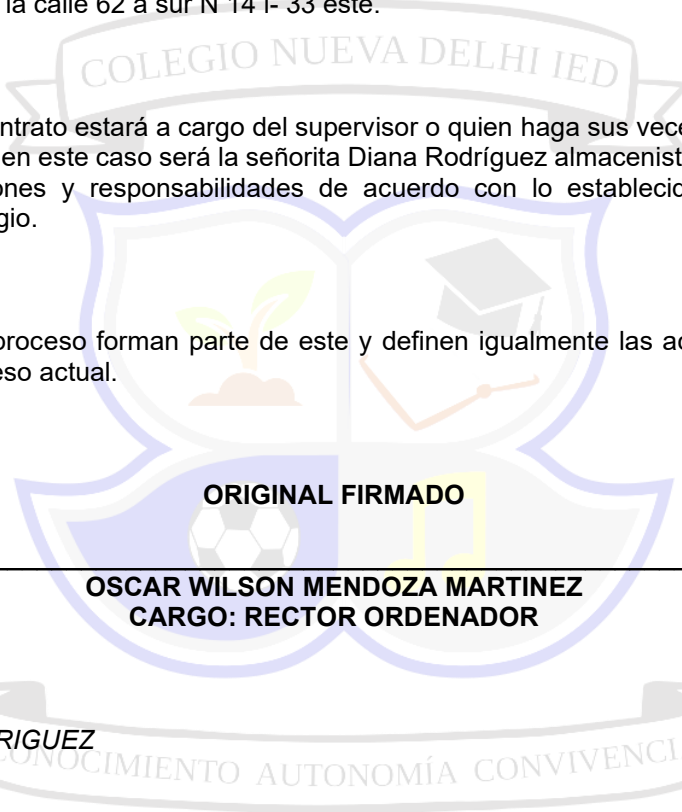 la calle 62 a sur N 14 I- 33 este.
COLEGIO NUEVA DELHI IED
ntrato estará a cargo del supervisor o quien haga sus vece
en este caso será la señorita Diana Rodríguez almacenist
ones y responsabilidades de acuerdo con lo establecid
gio.
proceso forman parte de este y definen igualmente las ac
eso actual.
ORIGINAL FIRMADO
OSCAR WILSON MENDOZA MARTINEZ
CARGO: RECTOR ORDENADOR
RIGUEZ
CONOCIMIENTO AUTONOMÍA CONVIVENCI